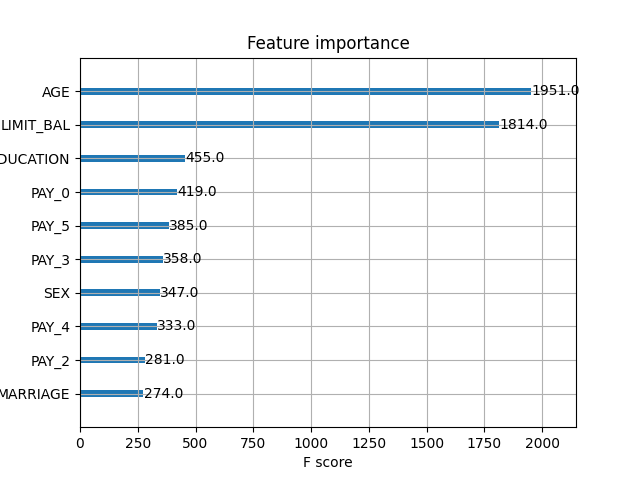 Feature importance
AGE 1951.0
LIMIT_BAL 1814.0
DUCATION 455.0
PAY_0 419.0
PAY_5 385.0
PAY_3 358.0
SEX 347.0
PAY_4 333.0
PAY_2 281.0
MARRIAGE 274.0
0 250 500 750 1000 1250 1500 1750 2000
F score